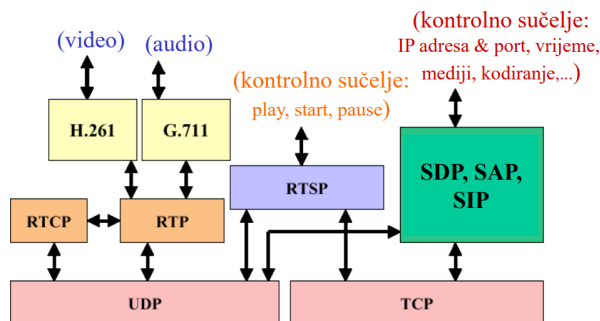 (video)
(audio)
(kontrolno sučelje:
play, start, pause)
(kontrolno sučelje:
IP adresa & port, vrijeme,
mediji, kodiranje,...)
H.261
G.711
RTSP
SDP, SAP,
SIP
RTCP
RTP
UDP
TCP